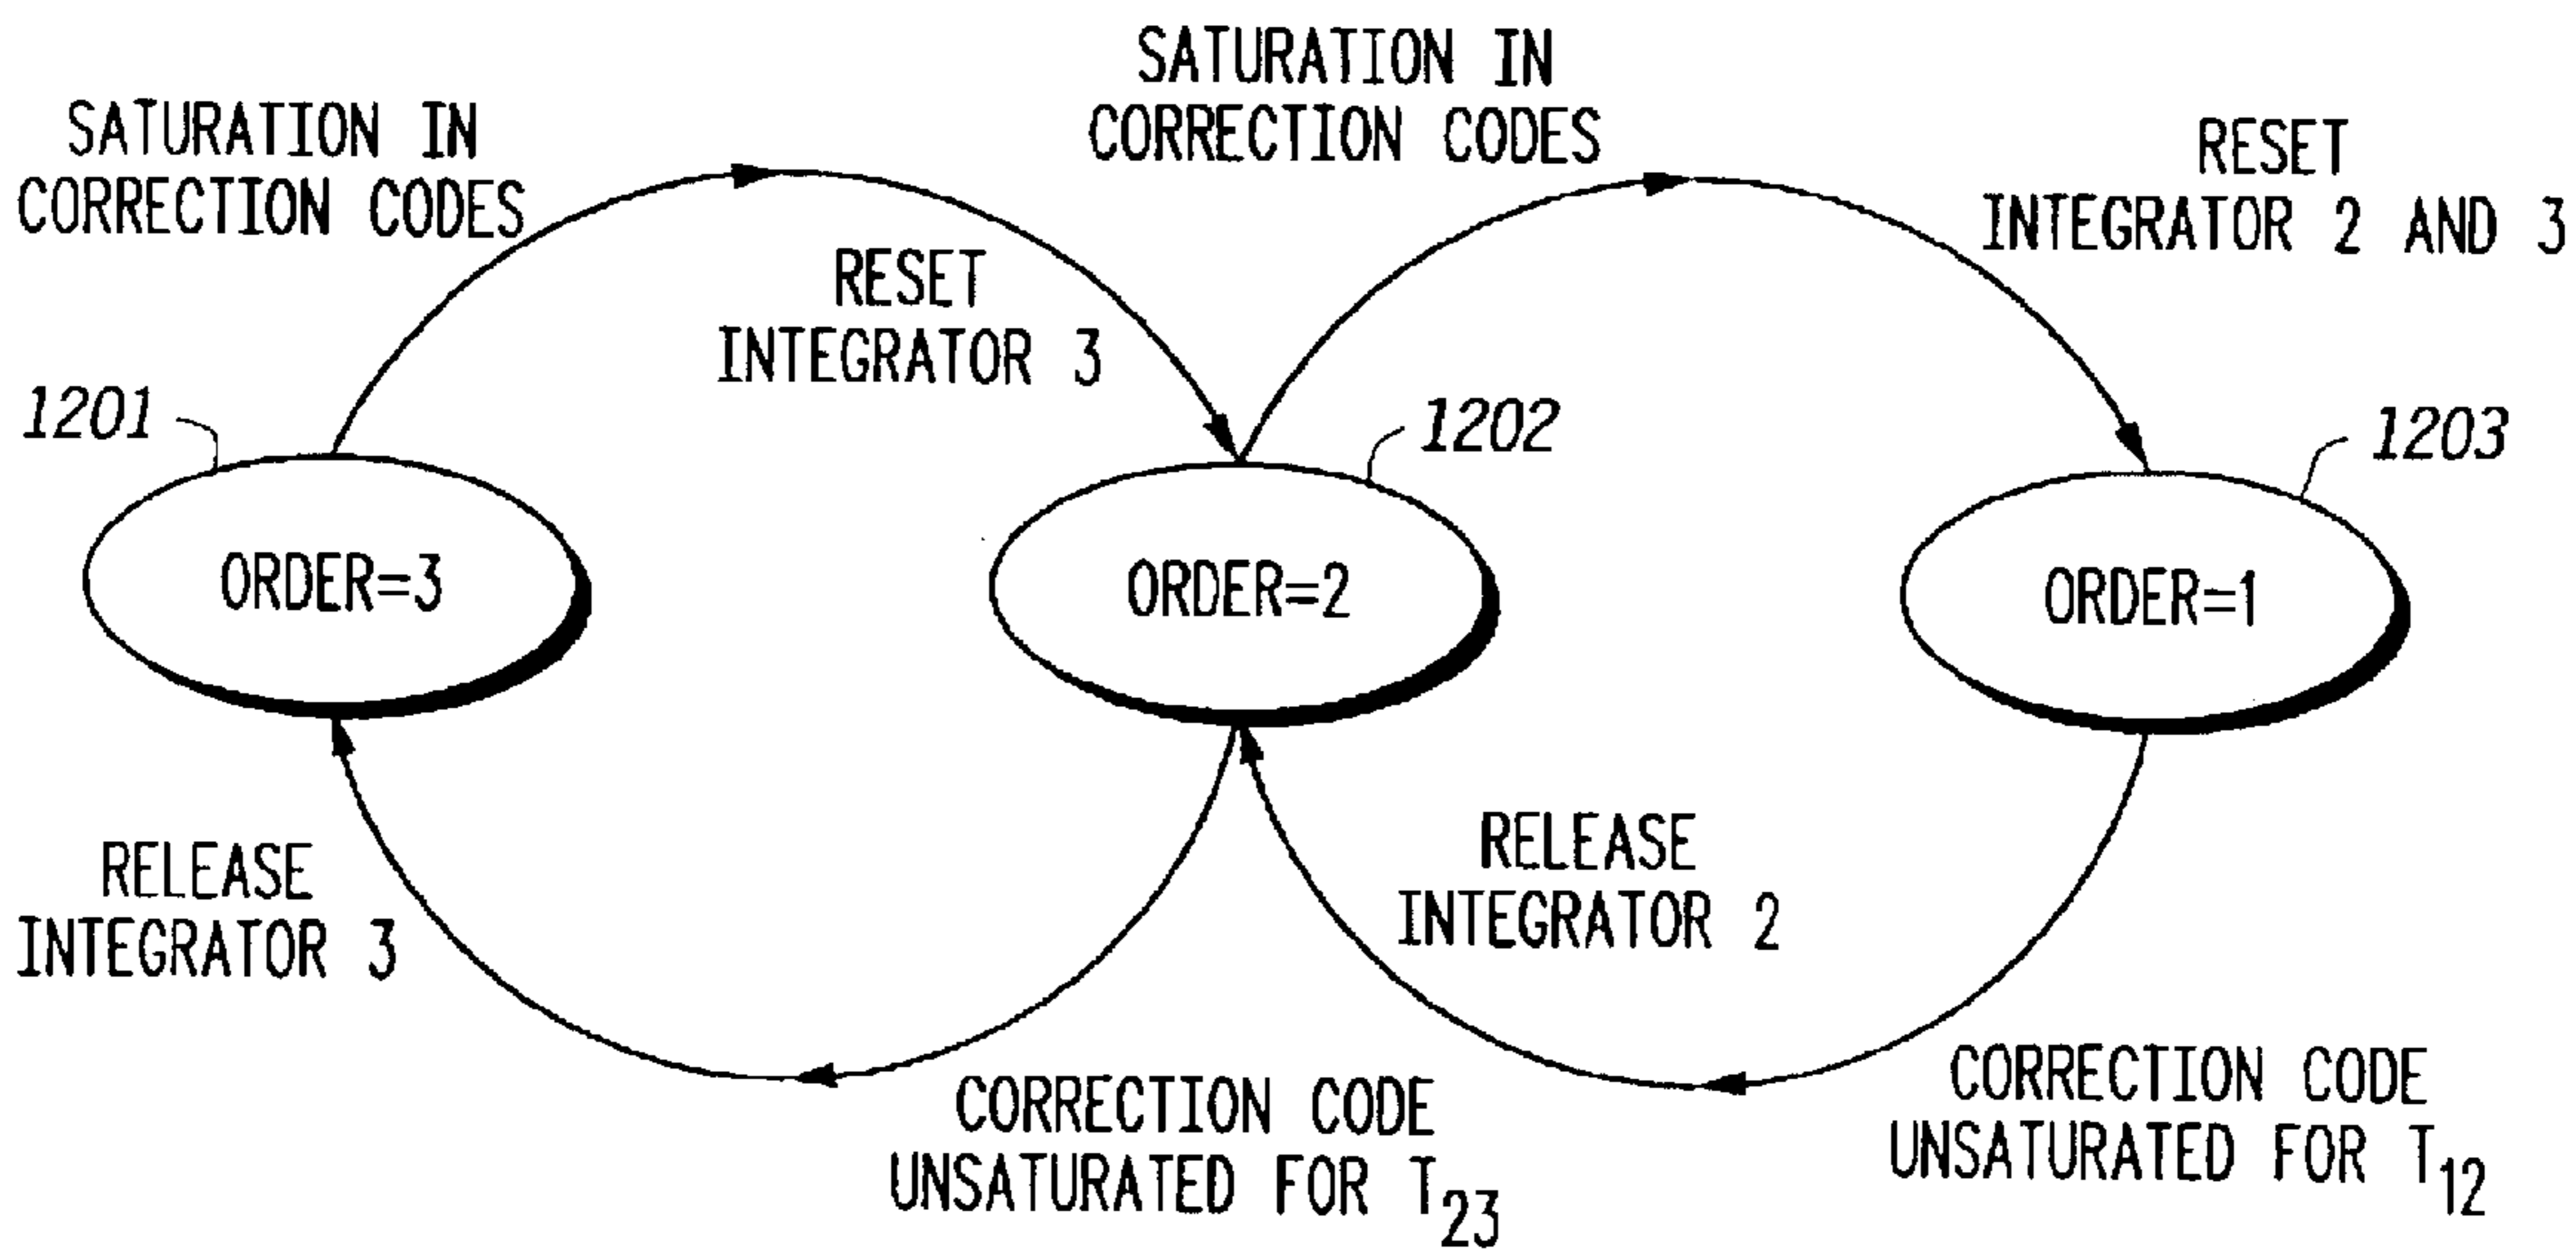 SATURATION IN
CORRECTION CODES
SATURATION IN
CORRECTION CODES
RESET
INTEGRATOR 2 AND 3
RESET
INTEGRATOR 3
1201
1202
1203
ORDER=3
ORDER=2
ORDER=1
RELEASE
INTEGRATOR 3
RELEASE
INTEGRATOR 2
CORRECTION CODE
UNSATURATED FOR T23
CORRECTION CODE
UNSATURATED FOR T12